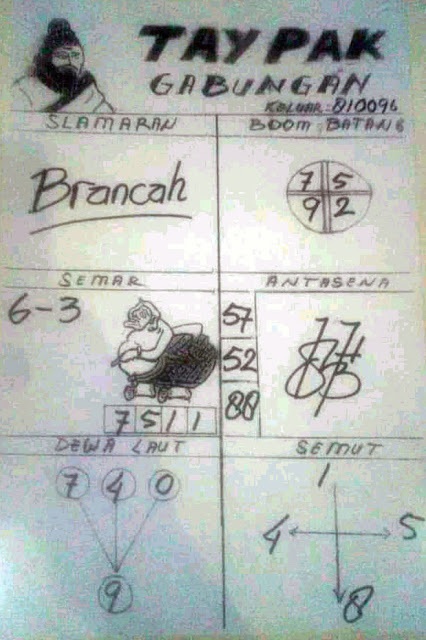 TAY PAK
GABUNGAN
KELUAR: 810096
SLAMARAN
BOOM BATANG
Brancah
7 5
9 2
SEMAR
ANTASENA
6-3
57
52
88
7 5 1 1
DEWA LAUT
SEMUT
7 4 0
9
1
4 5
8